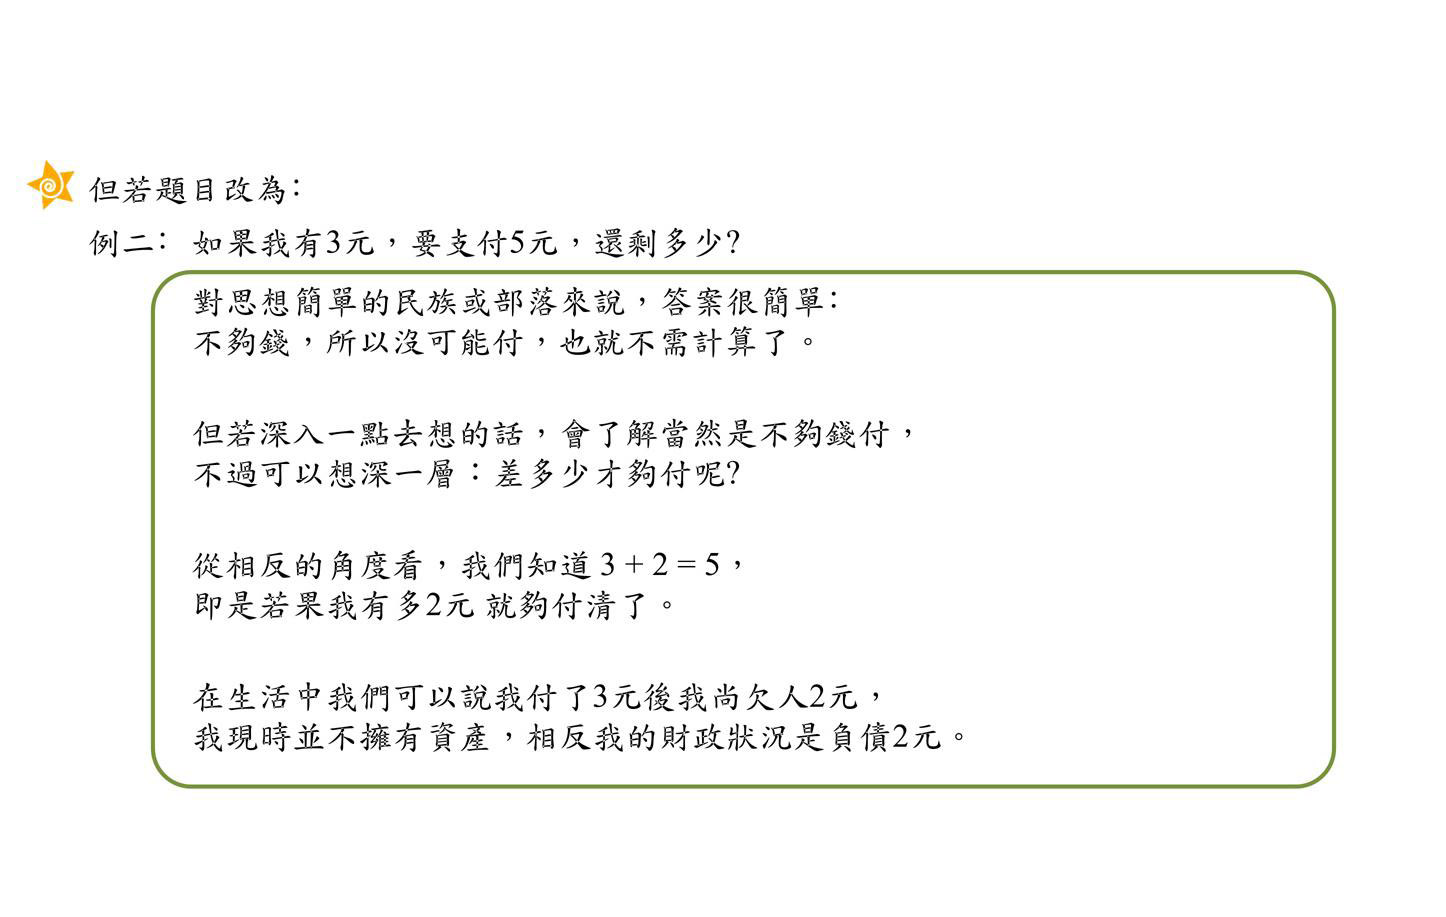 但若題目改為：
例二： 如果我有3元，要支付5元，還剩多少?
對思想簡單的民族或部落來說，答案很簡單：
不夠錢，所以沒可能付，也就不需計算了。
但若深入一點去想的話，會了解當然是不夠錢付，
不過可以想深一層：差多少才夠付呢?
從相反的角度看，我們知道 3 + 2 = 5，
即是若果我有多2元 就夠付清了。
在生活中我們可以說我付了3元後我尚欠人2元，
我現時並不擁有資產，相反我的財政狀況是負債2元。